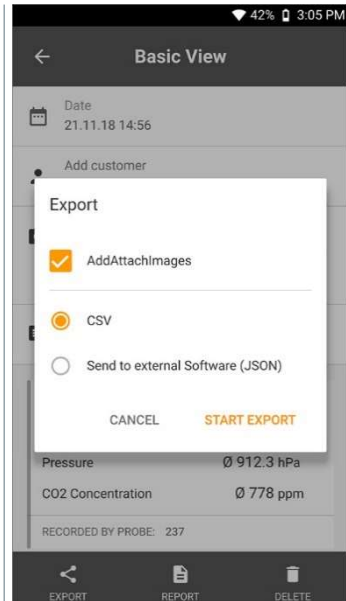 42% 3:05 PM
Basic View
Date
21.11.18 14:56
Add customer
Export
AddAttachImages
CSV
Send to external Software (JSON)
CANCEL START EXPORT
Pressure Ø 912.3 hPa
CO2 Concentration Ø 778 ppm
RECORDED BY PROBE: 237
EXPORT REPORT DELETE